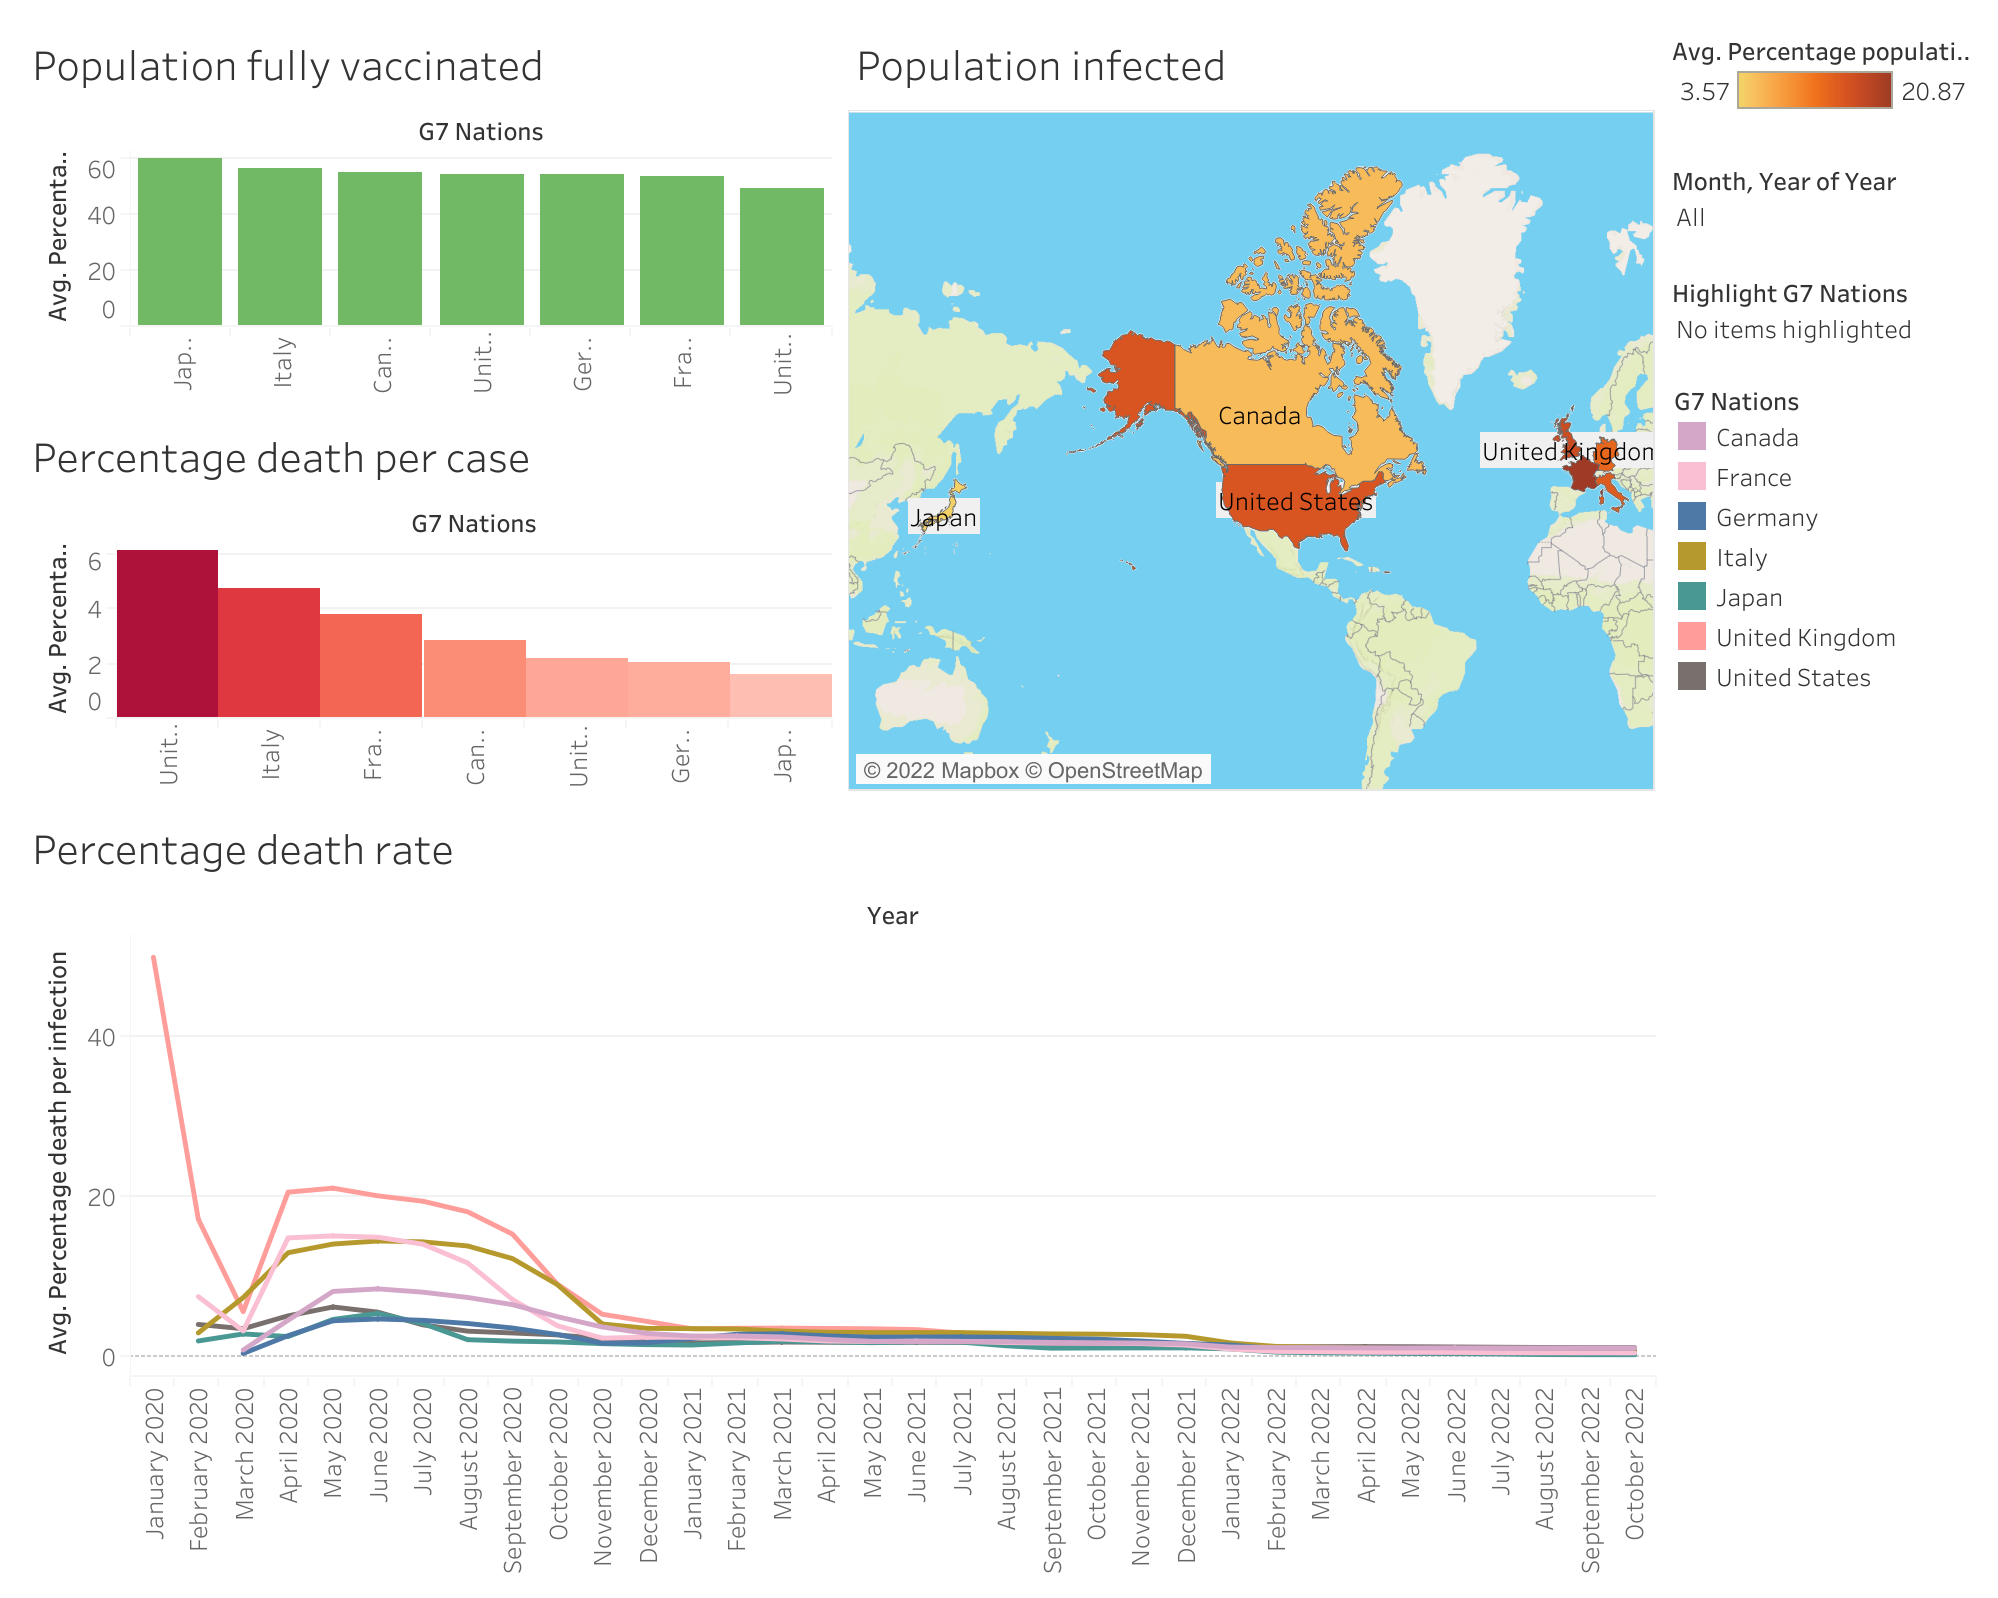 Population fully vaccinated
G7 Nations
Avg. Percenta..
60
40
20
0
Jap..
Italy
Can..
Unit..
Ger..
Fra..
Unit..
Percentage death per case
G7 Nations
Avg. Percenta..
6
4
2
0
Unit..
Italy
Fra..
Can..
Unit..
Ger..
Jap..
Population infected
Canada
United Kingdom
United States
Japan
© 2022 Mapbox © OpenStreetMap
Avg. Percentage populati..
3.57
20.87
Month, Year of Year
All
Highlight G7 Nations
No items highlighted
G7 Nations
Canada
France
Germany
Italy
Japan
United Kingdom
United States
Percentage death rate
Year
Avg. Percentage death per infection
40
20
0
January 2020
February 2020
March 2020
April 2020
May 2020
June 2020
July 2020
August 2020
September 2020
October 2020
November 2020
December 2020
January 2021
February 2021
March 2021
April 2021
May 2021
June 2021
July 2021
August 2021
September 2021
October 2021
November 2021
December 2021
January 2022
February 2022
March 2022
April 2022
May 2022
June 2022
July 2022
August 2022
September 2022
October 2022